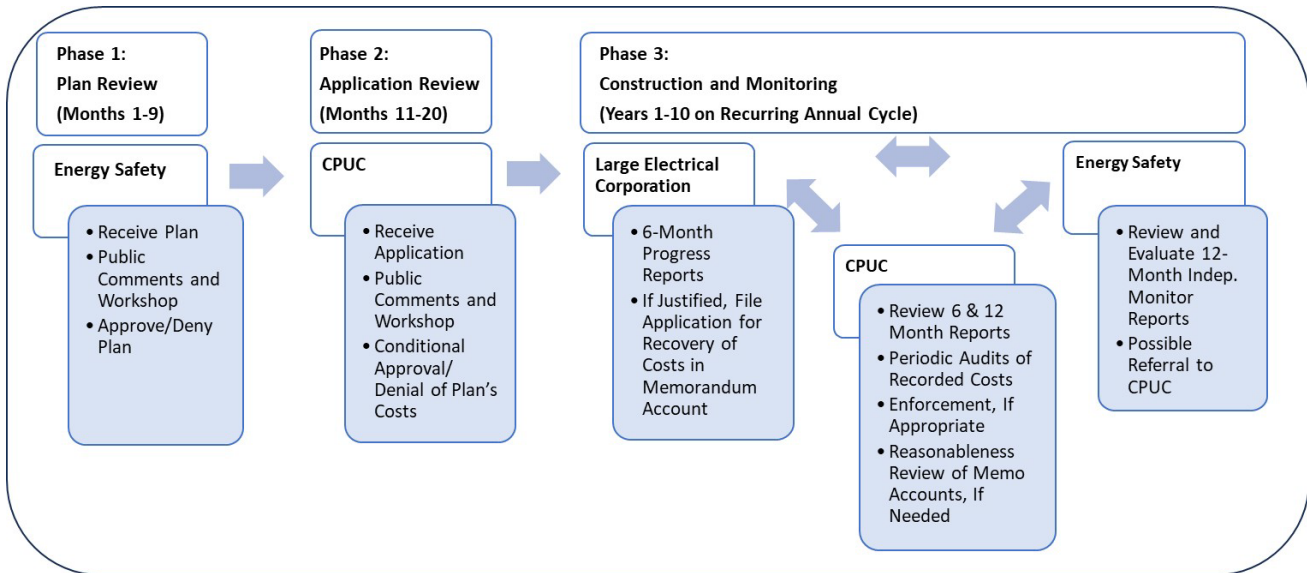 Phase 1:
Plan Review
(Months 1-9)
Energy Safety
• Receive Plan
• Public
Comments and
Workshop
• Approve/Deny
Plan
Phase 2:
Application Review
(Months 11-20)
CPUC
• Receive
Application
• Public
Comments and
Workshop
• Conditional
Approval/
Denial of Plan's
Costs
Phase 3:
Construction and Monitoring
(Years 1-10 on Recurring Annual Cycle)
Large Electrical
Corporation
• 6-Month
Progress
Reports
• If Justified, File
Application for
Recovery of
Costs in
Memorandum
Account
CPUC
• Review 6 & 12
Month Reports
• Periodic Audits of
Recorded Costs
• Enforcement, If
Appropriate
• Reasonableness
Review of Memo
Accounts, If
Needed
Energy Safety
• Review and
Evaluate 12-
Month Indep.
Monitor
Reports
• Possible
Referral to
CPUC